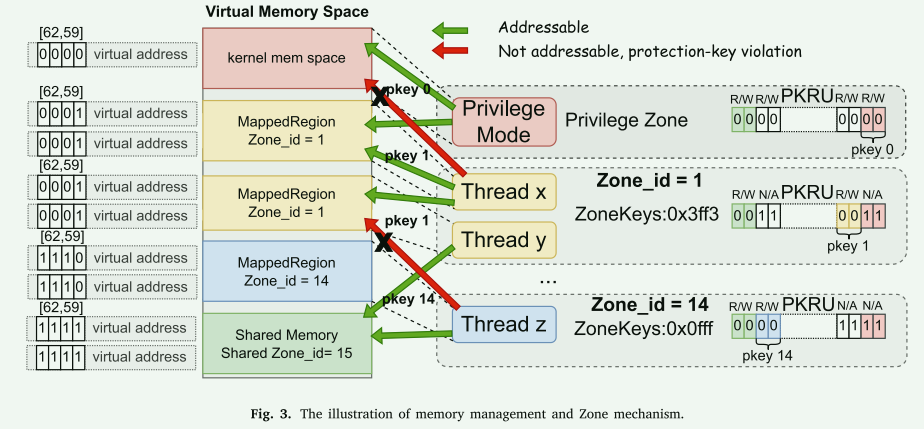 Virtual Memory Space
Addressable
Not addressable, protection-key violation
[62,59]
0 0 0 0 virtual address
kernel mem space
pkey 0
X
Privilege Mode
Privilege Zone
R/W R/W PKRU R/W R/W
0 0 0 0 0 0 0 0
pkey 0
[62,59]
0 0 0 1 virtual address
0 0 0 1 virtual address
MappedRegion
Zone_id = 1
pkey 1
[62,59]
0 0 0 1 virtual address
0 0 0 1 virtual address
MappedRegion
Zone_id = 1
pkey 1
X
Thread x
Thread y
Zone_id = 1
ZoneKeys:0x3ff3
R/W N/A PKRU R/W N/A
0 0 1 1 0 0 1 1
pkey 1
...
[62,59]
1 1 1 0 virtual address
1 1 1 0 virtual address
MappedRegion
Zone_id = 14
pkey 14
[62,59]
1 1 1 1 virtual address
1 1 1 1 virtual address
Shared Memory
Shared Zone_id= 15
Thread z
Zone_id = 14
ZoneKeys:0x0fff
R/W R/W PKRU N/A N/A
0 0 0 0 1 1 1 1
pkey 14
Fig. 3. The illustration of memory management and Zone mechanism.